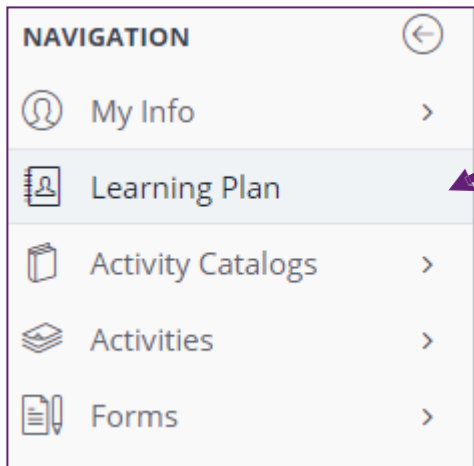 NAVIGATION
My Info
Learning Plan
Activity Catalogs
Activities
Forms